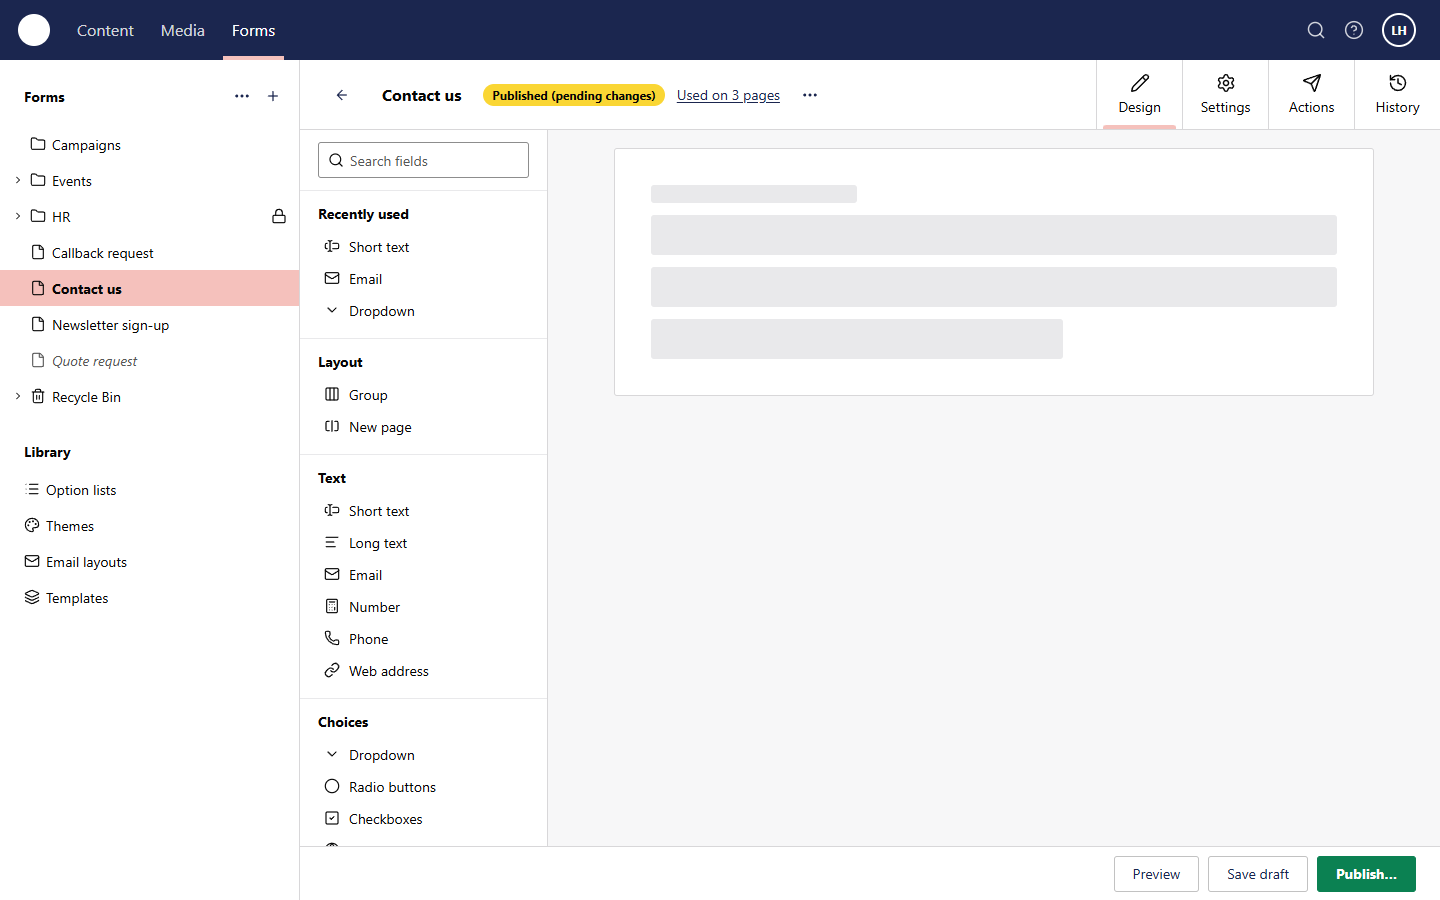 Content
Media
Forms
LH
Forms
Campaigns
Events
HR
Callback request
Contact us
Newsletter sign-up
Quote request
Recycle Bin
Library
Option lists
Themes
Email layouts
Templates
Contact us
Published (pending changes)
Used on 3 pages
Design
Settings
Actions
History
Search fields
Recently used
Short text
Email
Dropdown
Layout
Group
New page
Text
Short text
Long text
Email
Number
Phone
Web address
Choices
Dropdown
Radio buttons
Checkboxes
Preview
Save draft
Publish...